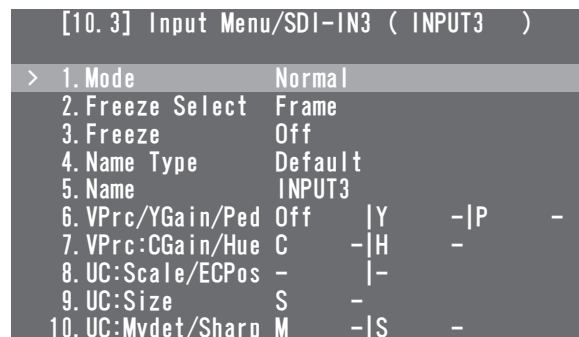 [10. 3] Input Menu/SDI-IN3 ( INPUT3 )
> 1. Mode Normal
2. Freeze Select Frame
3. Freeze Off
4. Name Type Default
5. Name INPUT3
6. VPrc/YGain/Ped Off |Y -|P -
7. VPrc:CGain/Hue C -|H -
8. UC:Scale/ECPos - |-
9. UC:Size S -
10. UC:Mvdet/Sharp M -|S -